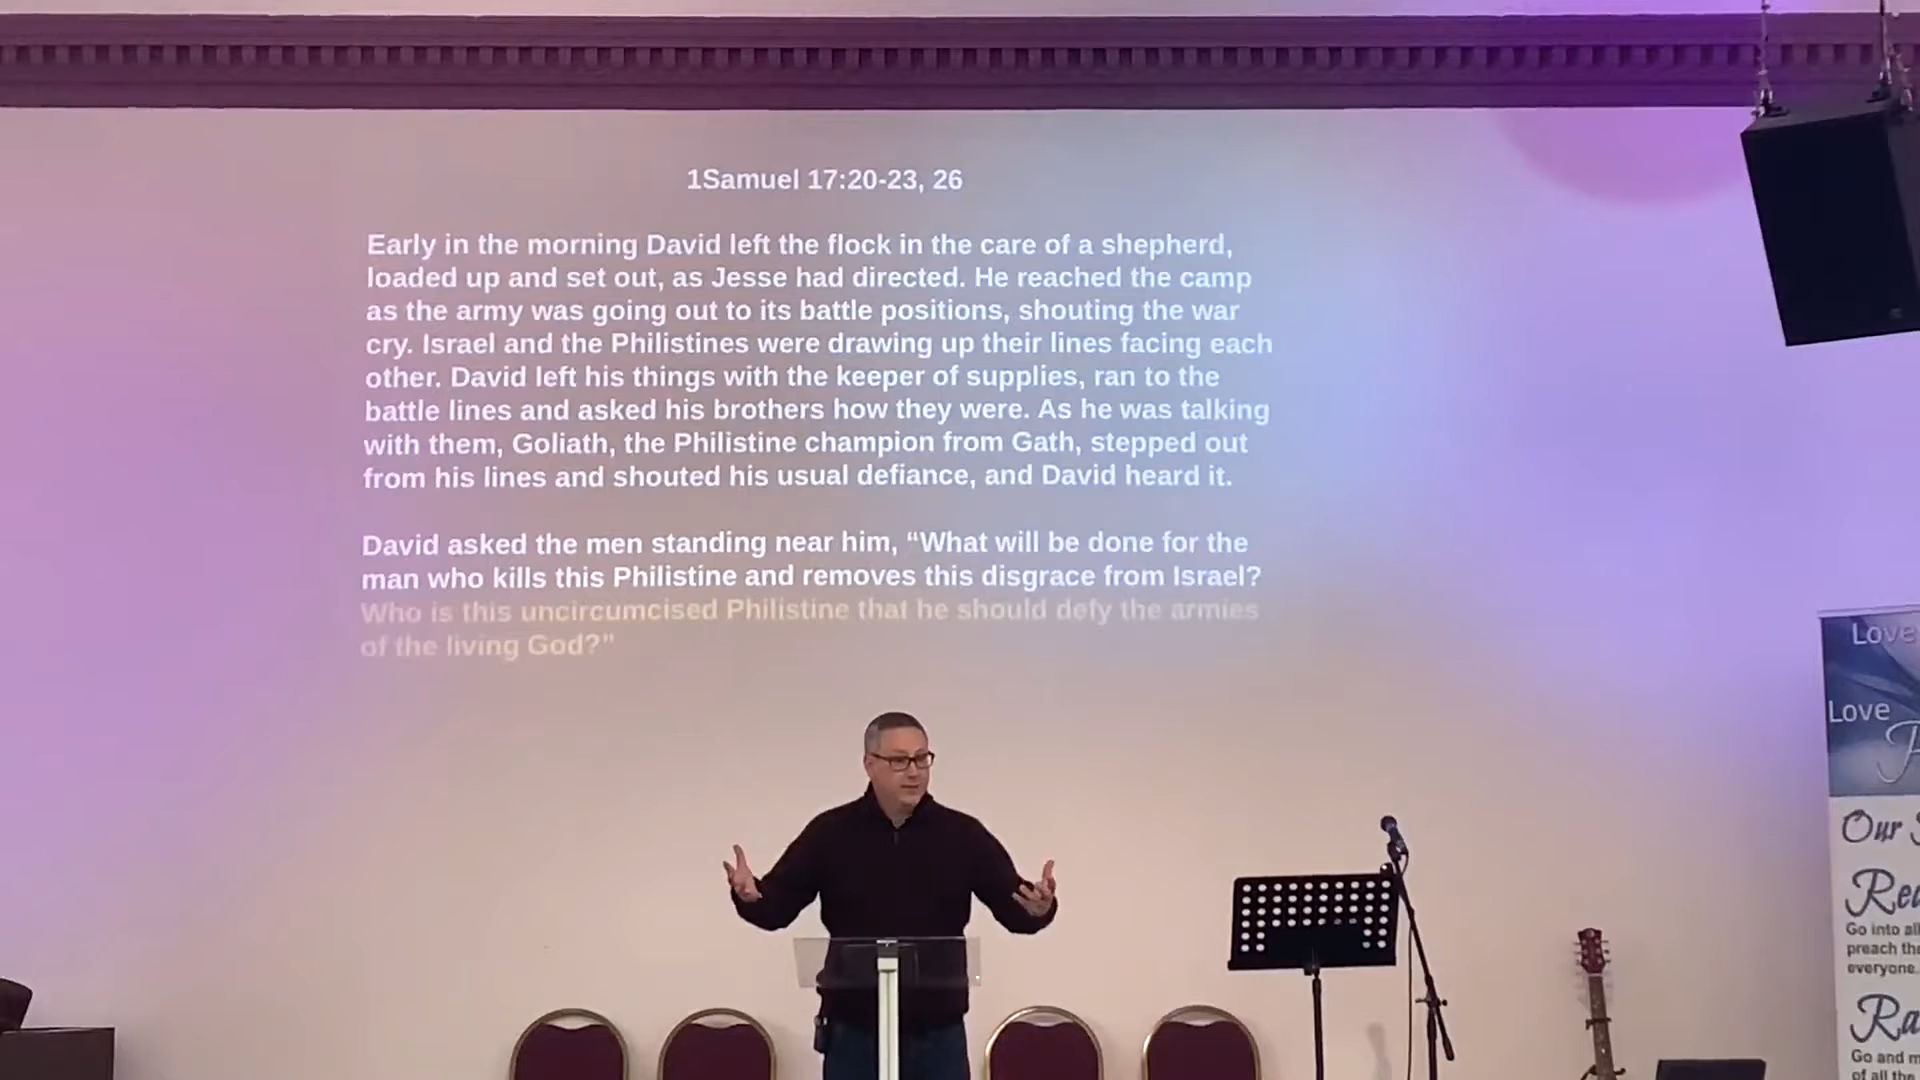 1Samuel 17:20-23, 26
Early in the morning David left the flock in the care of a shepherd,
loaded up and set out, as Jesse had directed. He reached the camp
as the army was going out to its battle positions, shouting the war
cry. Israel and the Philistines were drawing up their lines facing each
other. David left his things with the keeper of supplies, ran to the
battle lines and asked his brothers how they were. As he was talking
with them, Goliath, the Philistine champion from Gath, stepped out
from his lines and shouted his usual defiance, and David heard it.
David asked the men standing near him, “What will be done for the
man who kills this Philistine and removes this disgrace from Israel?
Who is this uncircumcised Philistine that he should defy the armies
of the living God?”
Love
Love
Our
Go into all
preach the
everyone.
Go and m
of all the